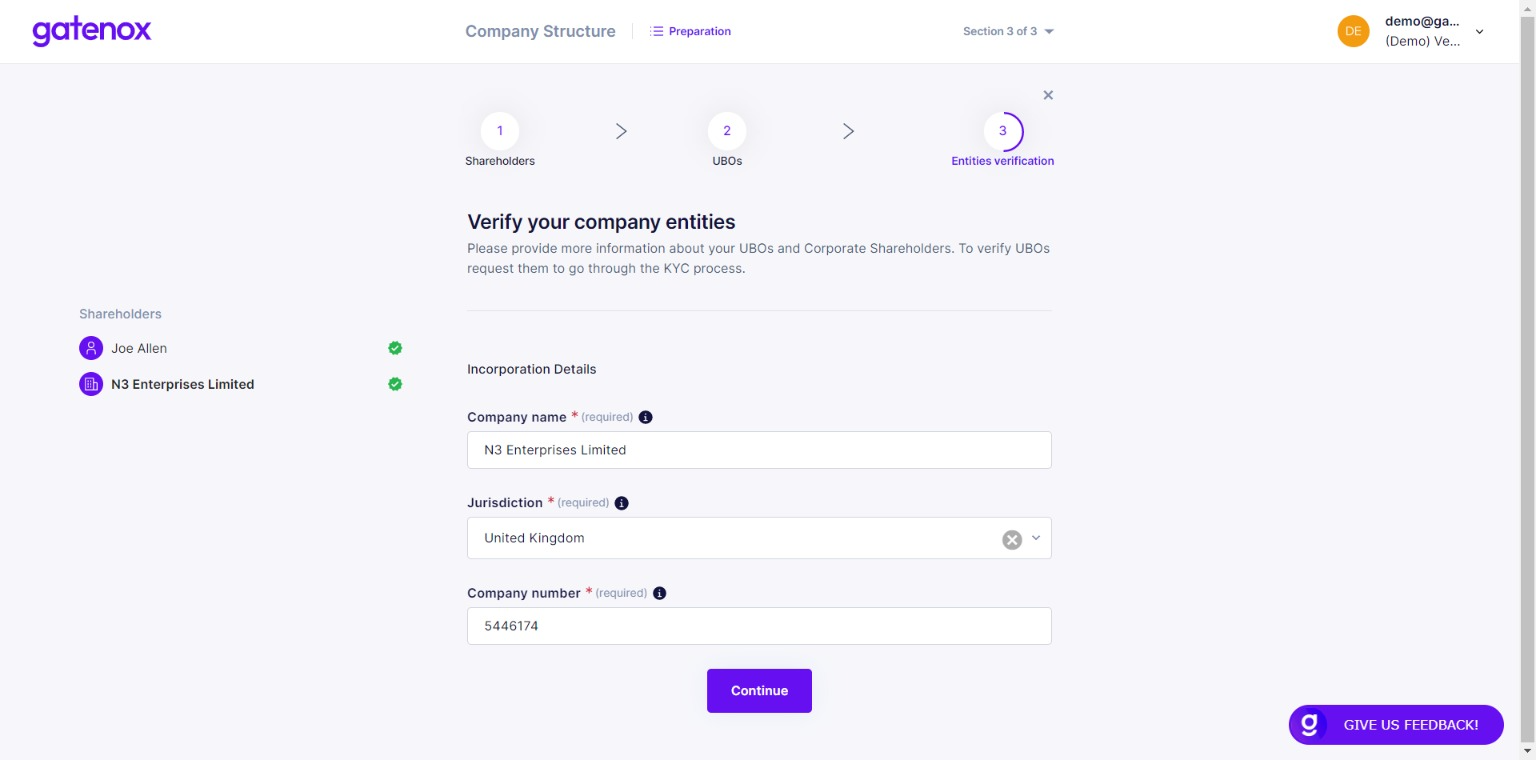 gatenox
Company Structure
Preparation
Section 3 of 3
DE
demo@ga...
(Demo) Ve...
1
Shareholders
2
UBOs
3
Entities verification
Verify your company entities
Please provide more information about your UBOs and Corporate Shareholders. To verify UBOs
request them to go through the KYC process.
Shareholders
Joe Allen
N3 Enterprises Limited
Incorporation Details
Company name * (required)
N3 Enterprises Limited
Jurisdiction * (required)
United Kingdom
Company number * (required)
5446174
Continue
g GIVE US FEEDBACK!